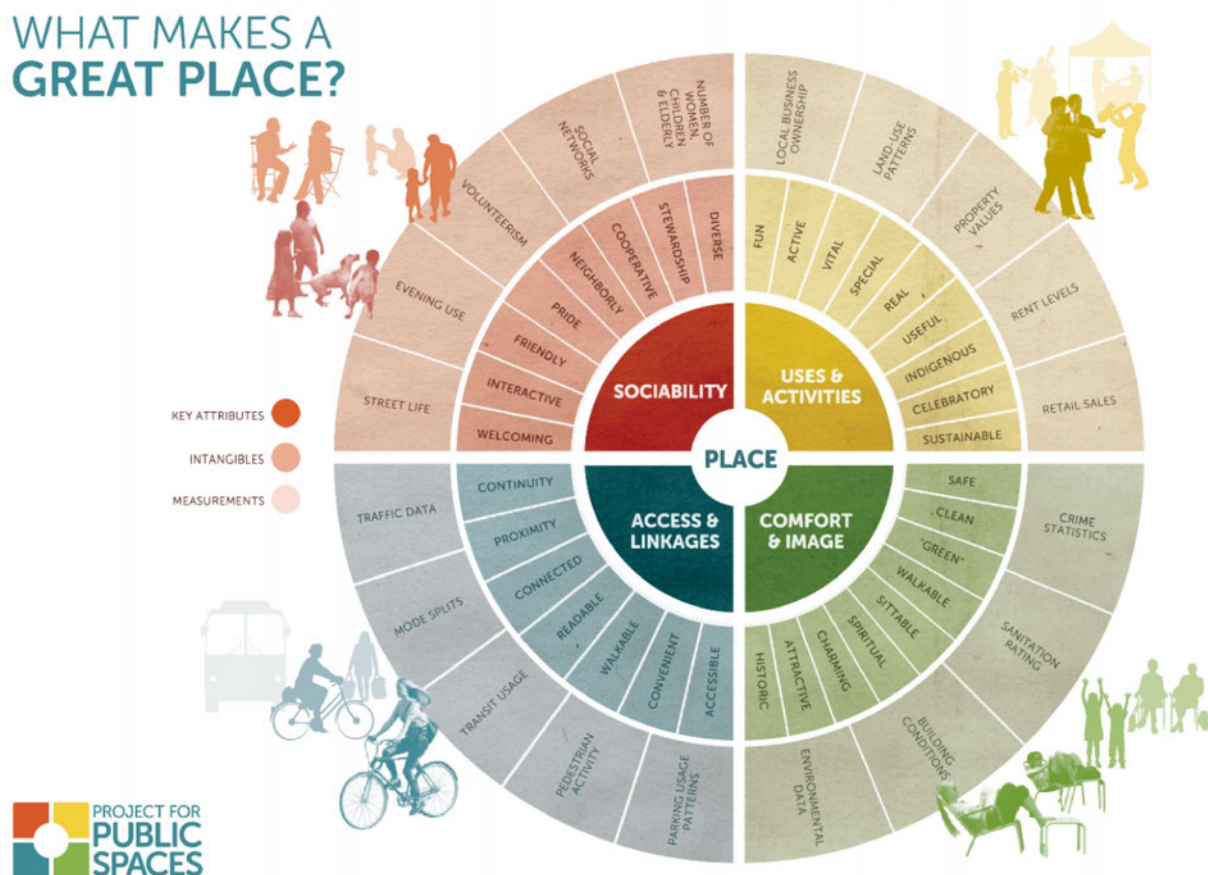 WHAT MAKES A
GREAT PLACE?
NUMBER OF
WOMEN,
CHILDREN
& ELDERLY
SOCIAL
NETWORKS
VOLUNTEERISM
EVENING USE
STREET LIFE
LOCAL BUSINESS
OWNERSHIP
LAND-USE
PATTERNS
PROPERTY
VALUES
RENT LEVELS
RETAIL SALES
DIVERSE
STEWARDSHIP
COOPERATIVE
NEIGHBORLY
PRIDE
FRIENDLY
INTERACTIVE
WELCOMING
FUN
ACTIVE
VITAL
SPECIAL
REAL
USEFUL
INDIGENOUS
CELEBRATORY
SUSTAINABLE
SOCIABILITY
USES &
ACTIVITIES
PLACE
ACCESS &
LINKAGES
COMFORT
& IMAGE
KEY ATTRIBUTES
INTANGIBLES
MEASUREMENTS
CONTINUITY
PROXIMITY
CONNECTED
READABLE
WALKABLE
CONVENIENT
ACCESSIBLE
SAFE
CLEAN
"GREEN"
WALKABLE
SITTABLE
SPIRITUAL
CHARMING
ATTRACTIVE
HISTORIC
TRAFFIC DATA
MODE SPLITS
TRANSIT USAGE
PEDESTRIAN
ACTIVITY
PARKING USAGE
PATTERNS
CRIME
STATISTICS
SANITATION
RATING
BUILDING
CONDITIONS
ENVIRONMENTAL
DATA
PROJECT FOR
PUBLIC
SPACES